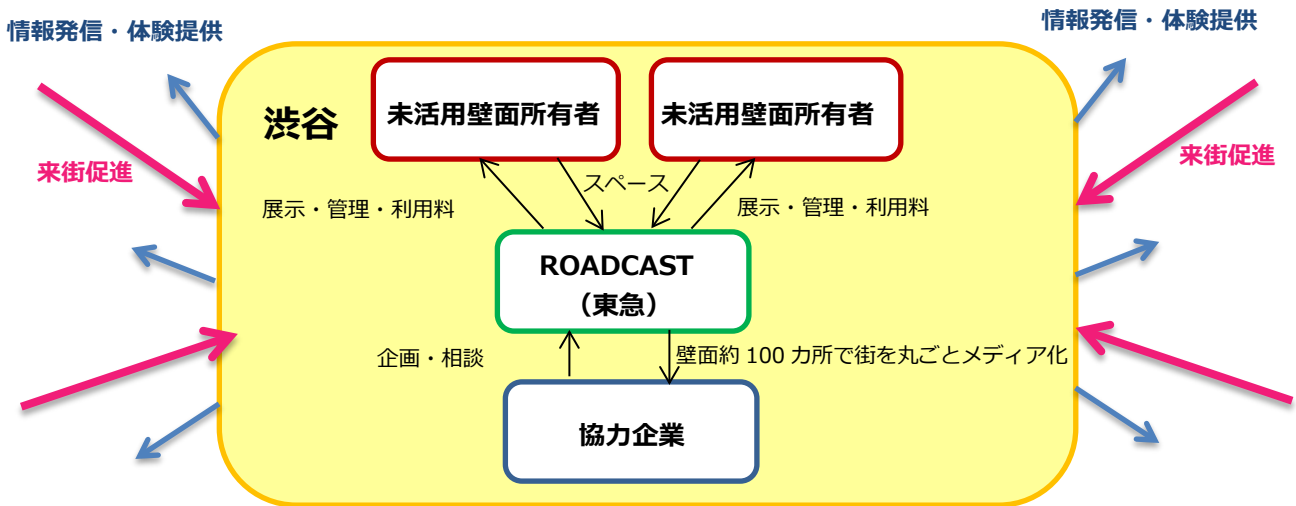 情報発信・体験提供
情報発信・体験提供
渋谷
未活用壁面所有者
未活用壁面所有者
来街促進
来街促進
スペース
展示・管理・利用料
展示・管理・利用料
ROADCAST
（東急）
企画・相談
壁面約 100 カ所で街を丸ごとメディア化
協力企業